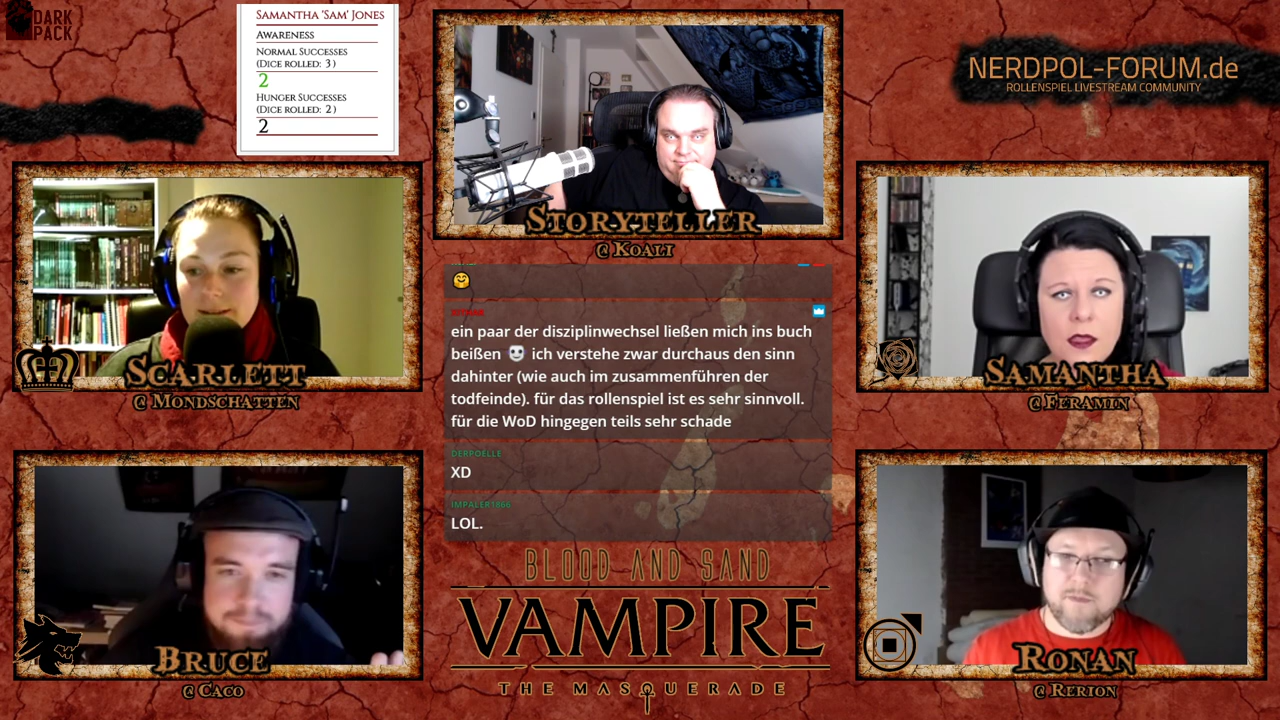 DARK
PACK
SAMANTHA 'SAM' JONES
AWARENESS
NORMAL SUCCESSES
(DICE ROLLED: 3)
2
HUNGER SUCCESSES
(DICE ROLLED: 2)
2
STORYTELLER
@ KOALI
NERDPOL-FORUM.de
ROLLENSPIEL LIVESTREAM COMMUNITY
SCARLETT
@ MONDSCHATTEN
ein paar der disziplinwechsel ließen mich ins buch
beißen ich verstehe zwar durchaus den sinn
dahinter (wie auch im zusammenführen der
todfeinde). für das rollenspiel ist es sehr sinnvoll.
für die WoD hingegen teils sehr schade
DERPOELLE
XD
IMPALER1666
LOL.
SAMANTHA
@ FERAMIN
BRUCE
@ CACO
BLOOD AND SAND
VAMPIRE
THE MASQUERADE
RONAN
@ RERION